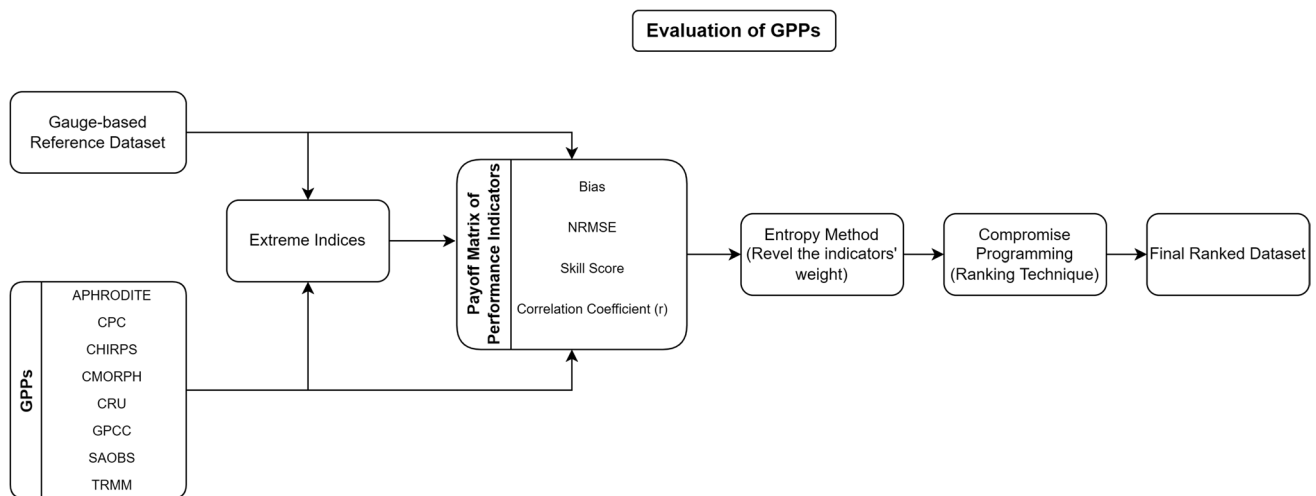 Evaluation of GPPs
Gauge-based
Reference Dataset
Extreme Indices
GPPs
APHRODITE
CPC
CHIRPS
CMORPH
CRU
GPCC
SAOBS
TRMM
Payoff Matrix of
Performance Indicators
Bias
NRMSE
Skill Score
Correlation Coefficient (r)
Entropy Method
(Revel the indicators'
weight)
Compromise
Programming
(Ranking Technique)
Final Ranked Dataset